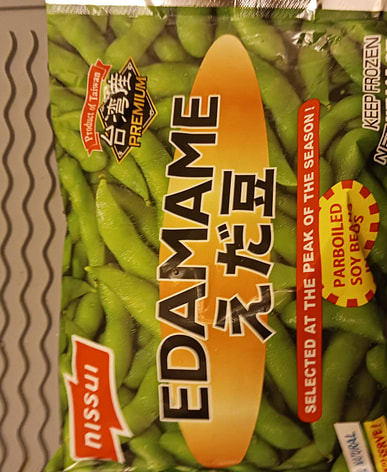 Product of Taiwan
台湾産
PREMIUM
KEEP FROZEN
EDAMAME
えだ豆
SELECTED AT THE PEAK OF THE SEASON!
PARBOILED
SOY BEANS
nissui